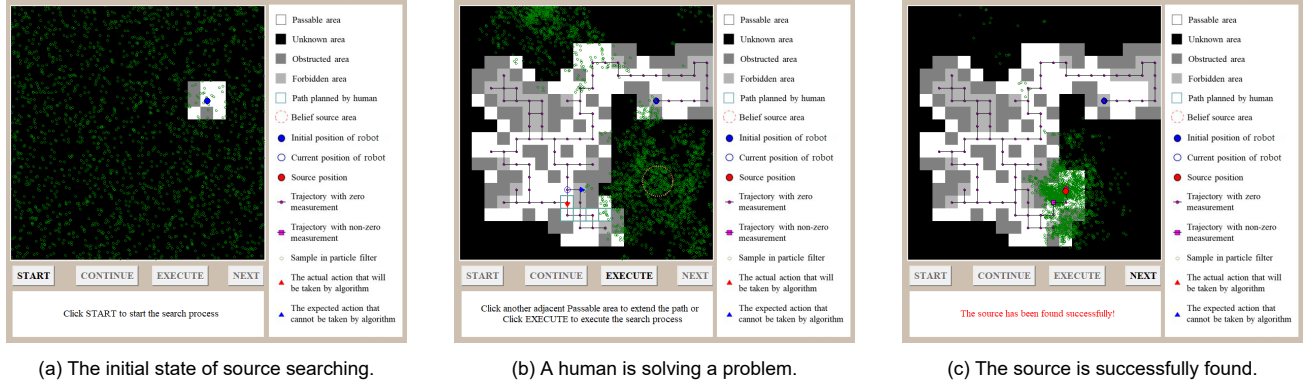 Passable area
Unknown area
Obstructed area
Forbidden area
Path planned by human
Belief source area
Initial position of robot
Current position of robot
Source position
Trajectory with zero
measurement
Trajectory with non-zero
measurement
Sample in particle filter
The actual action that will
be taken by algorithm
The expected action that
cannot be taken by algorithm
START CONTINUE EXECUTE NEXT
Click START to start the search process
(a) The initial state of source searching.
Passable area
Unknown area
Obstructed area
Forbidden area
Path planned by human
Belief source area
Initial position of robot
Current position of robot
Source position
Trajectory with zero
measurement
Trajectory with non-zero
measurement
Sample in particle filter
The actual action that will
be taken by algorithm
The expected action that
cannot be taken by algorithm
START CONTINUE EXECUTE NEXT
Click another adjacent Passable area to extend the path or
Click EXECUTE to execute the search process
(b) A human is solving a problem.
Passable area
Unknown area
Obstructed area
Forbidden area
Path planned by human
Belief source area
Initial position of robot
Current position of robot
Source position
Trajectory with zero
measurement
Trajectory with non-zero
measurement
Sample in particle filter
The actual action that will
be taken by algorithm
The expected action that
cannot be taken by algorithm
START CONTINUE EXECUTE NEXT
The source has been found successfully!
(c) The source is successfully found.